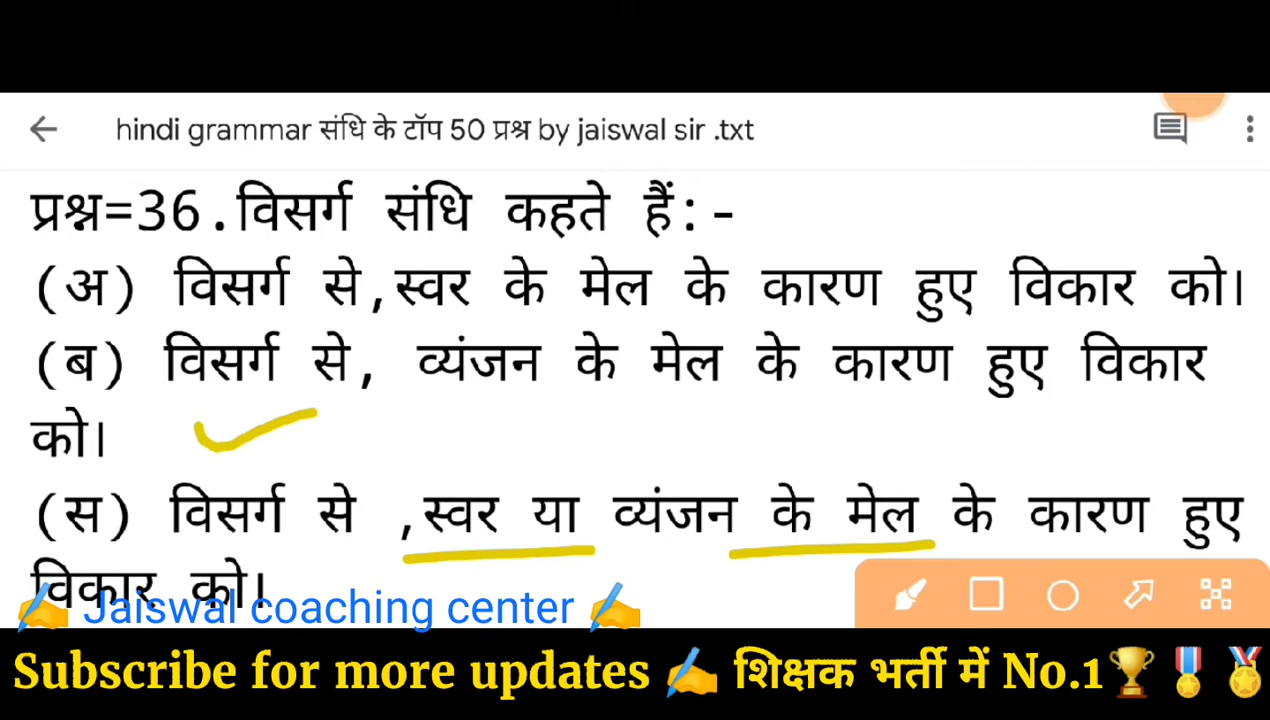 hindi grammar संधि के टॉप 50 प्रश्न by jaiswal sir .txt
प्रश्न=36.विसर्ग संधि कहते हैं:-
(अ) विसर्ग से,स्वर के मेल के कारण हुए विकार को।
(ब) विसर्ग से, व्यंजन के मेल के कारण हुए विकार
को।
(स) विसर्ग से ,स्वर या व्यंजन के मेल के कारण हुए
विकार को।
✍️ Jaiswal coaching center ✍️
Subscribe for more updates ✍️ शिक्षक भर्ती में No.1🏆🎖️🏅